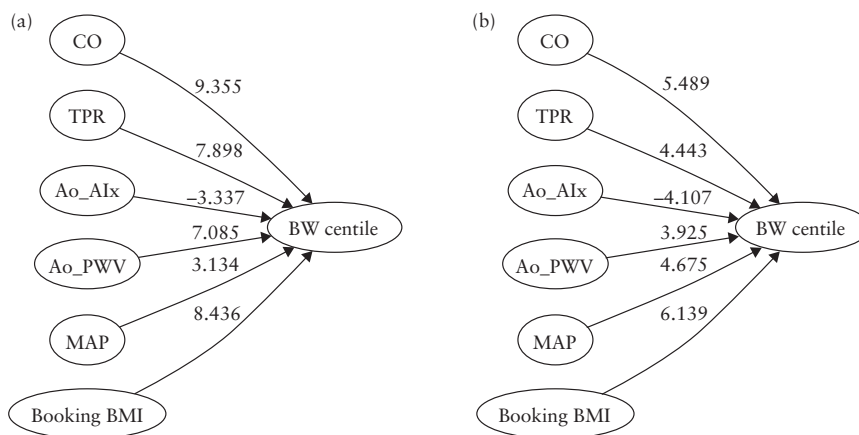 (a)
CO
9.355
TPR
7.898
Ao_AIx
–3.337
BW centile
Ao_PWV
7.085
3.134
MAP
8.436
Booking BMI
(b)
CO
5.489
TPR
4.443
Ao_AIx
–4.107
BW centile
Ao_PWV
3.925
4.675
MAP
6.139
Booking BMI